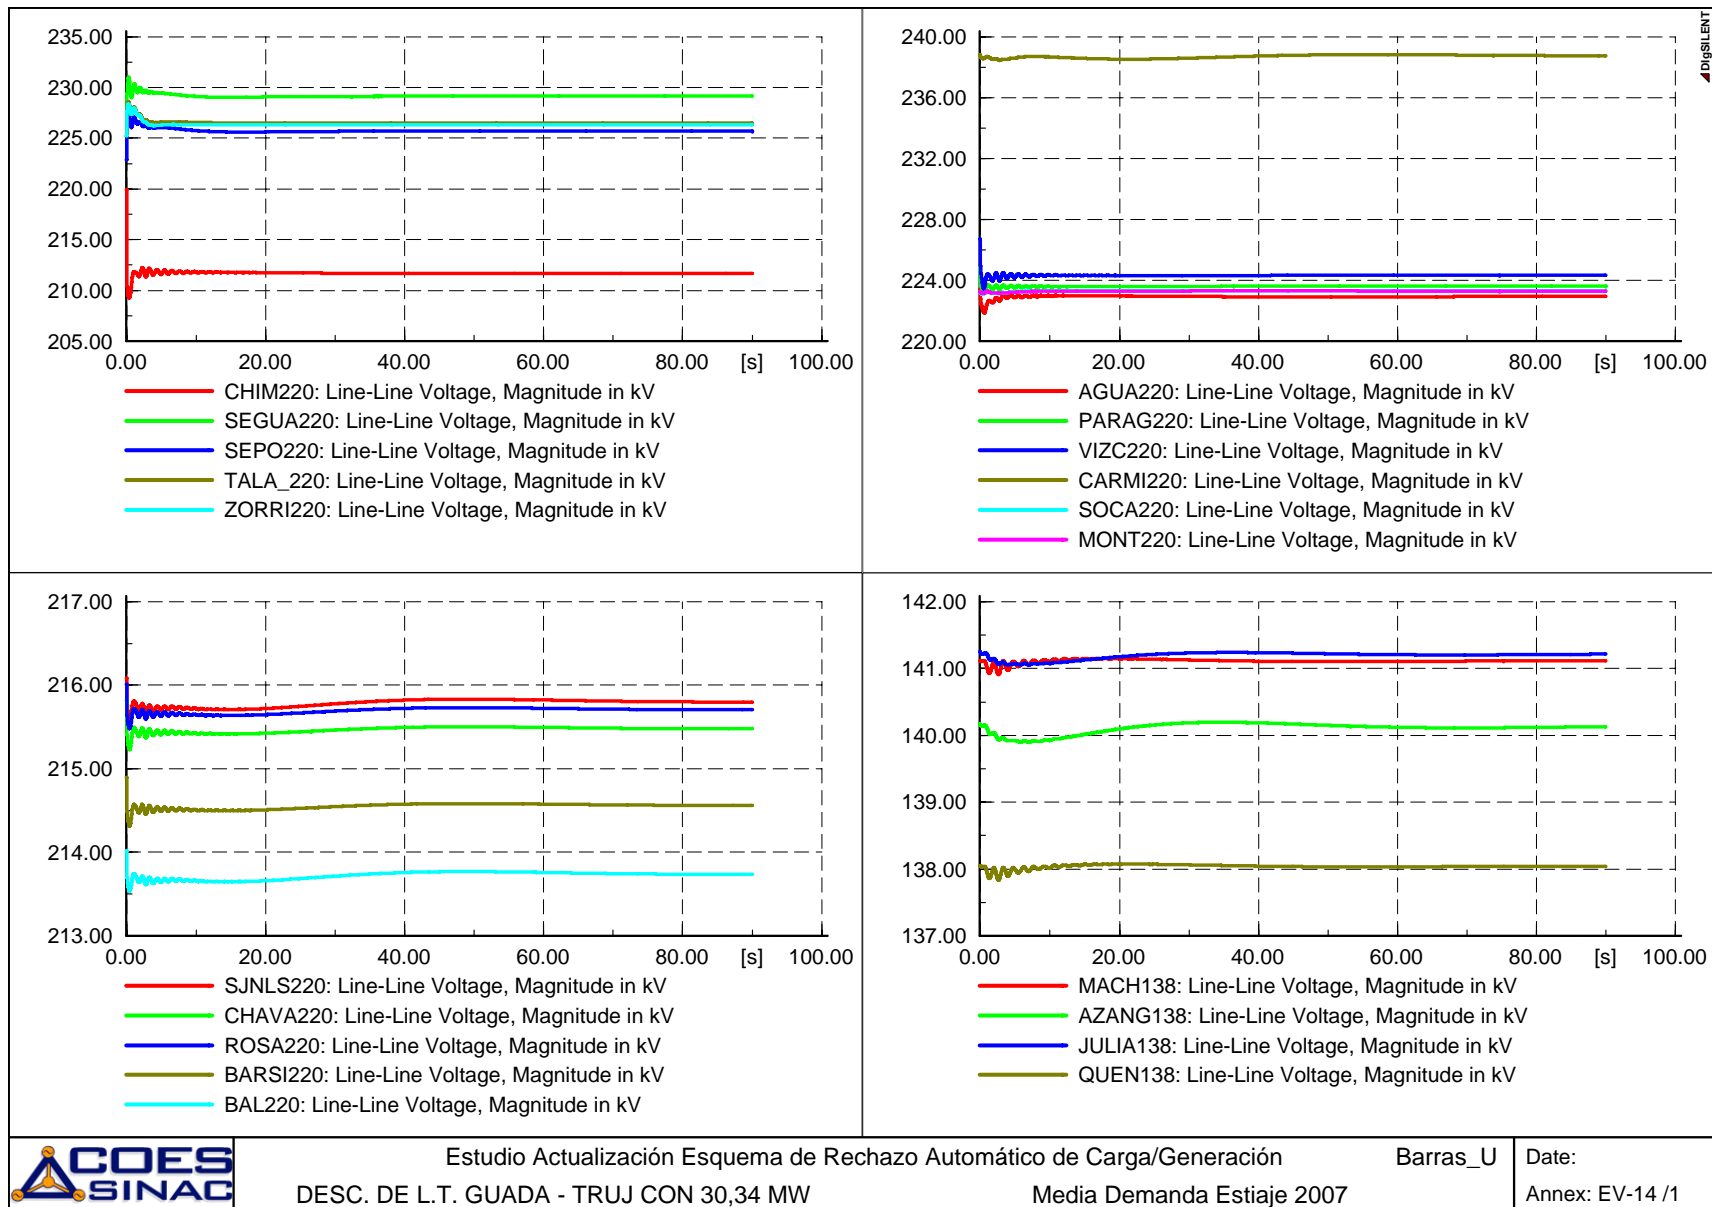 DIgSILENT
235.00
230.00
225.00
220.00
215.00
210.00
205.00
0.00 20.00 40.00 60.00 80.00 [s] 100.00
CHIM220: Line-Line Voltage, Magnitude in kV
SEGUA220: Line-Line Voltage, Magnitude in kV
SEPO220: Line-Line Voltage, Magnitude in kV
TALA_220: Line-Line Voltage, Magnitude in kV
ZORRI220: Line-Line Voltage, Magnitude in kV
240.00
236.00
232.00
228.00
224.00
220.00
0.00 20.00 40.00 60.00 80.00 [s] 100.00
AGUA220: Line-Line Voltage, Magnitude in kV
PARAG220: Line-Line Voltage, Magnitude in kV
VIZC220: Line-Line Voltage, Magnitude in kV
CARMI220: Line-Line Voltage, Magnitude in kV
SOCA220: Line-Line Voltage, Magnitude in kV
MONT220: Line-Line Voltage, Magnitude in kV
217.00
216.00
215.00
214.00
213.00
0.00 20.00 40.00 60.00 80.00 [s] 100.00
SJNLS220: Line-Line Voltage, Magnitude in kV
CHAVA220: Line-Line Voltage, Magnitude in kV
ROSA220: Line-Line Voltage, Magnitude in kV
BARSI220: Line-Line Voltage, Magnitude in kV
BAL220: Line-Line Voltage, Magnitude in kV
142.00
141.00
140.00
139.00
138.00
137.00
0.00 20.00 40.00 60.00 80.00 [s] 100.00
MACH138: Line-Line Voltage, Magnitude in kV
AZANG138: Line-Line Voltage, Magnitude in kV
JULIA138: Line-Line Voltage, Magnitude in kV
QUEN138: Line-Line Voltage, Magnitude in kV
COES
SINAC
Estudio Actualización Esquema de Rechazo Automático de Carga/Generación Barras_U
DESC. DE L.T. GUADA - TRUJ CON 30,34 MW Media Demanda Estiaje 2007
Date:
Annex: EV-14 /1